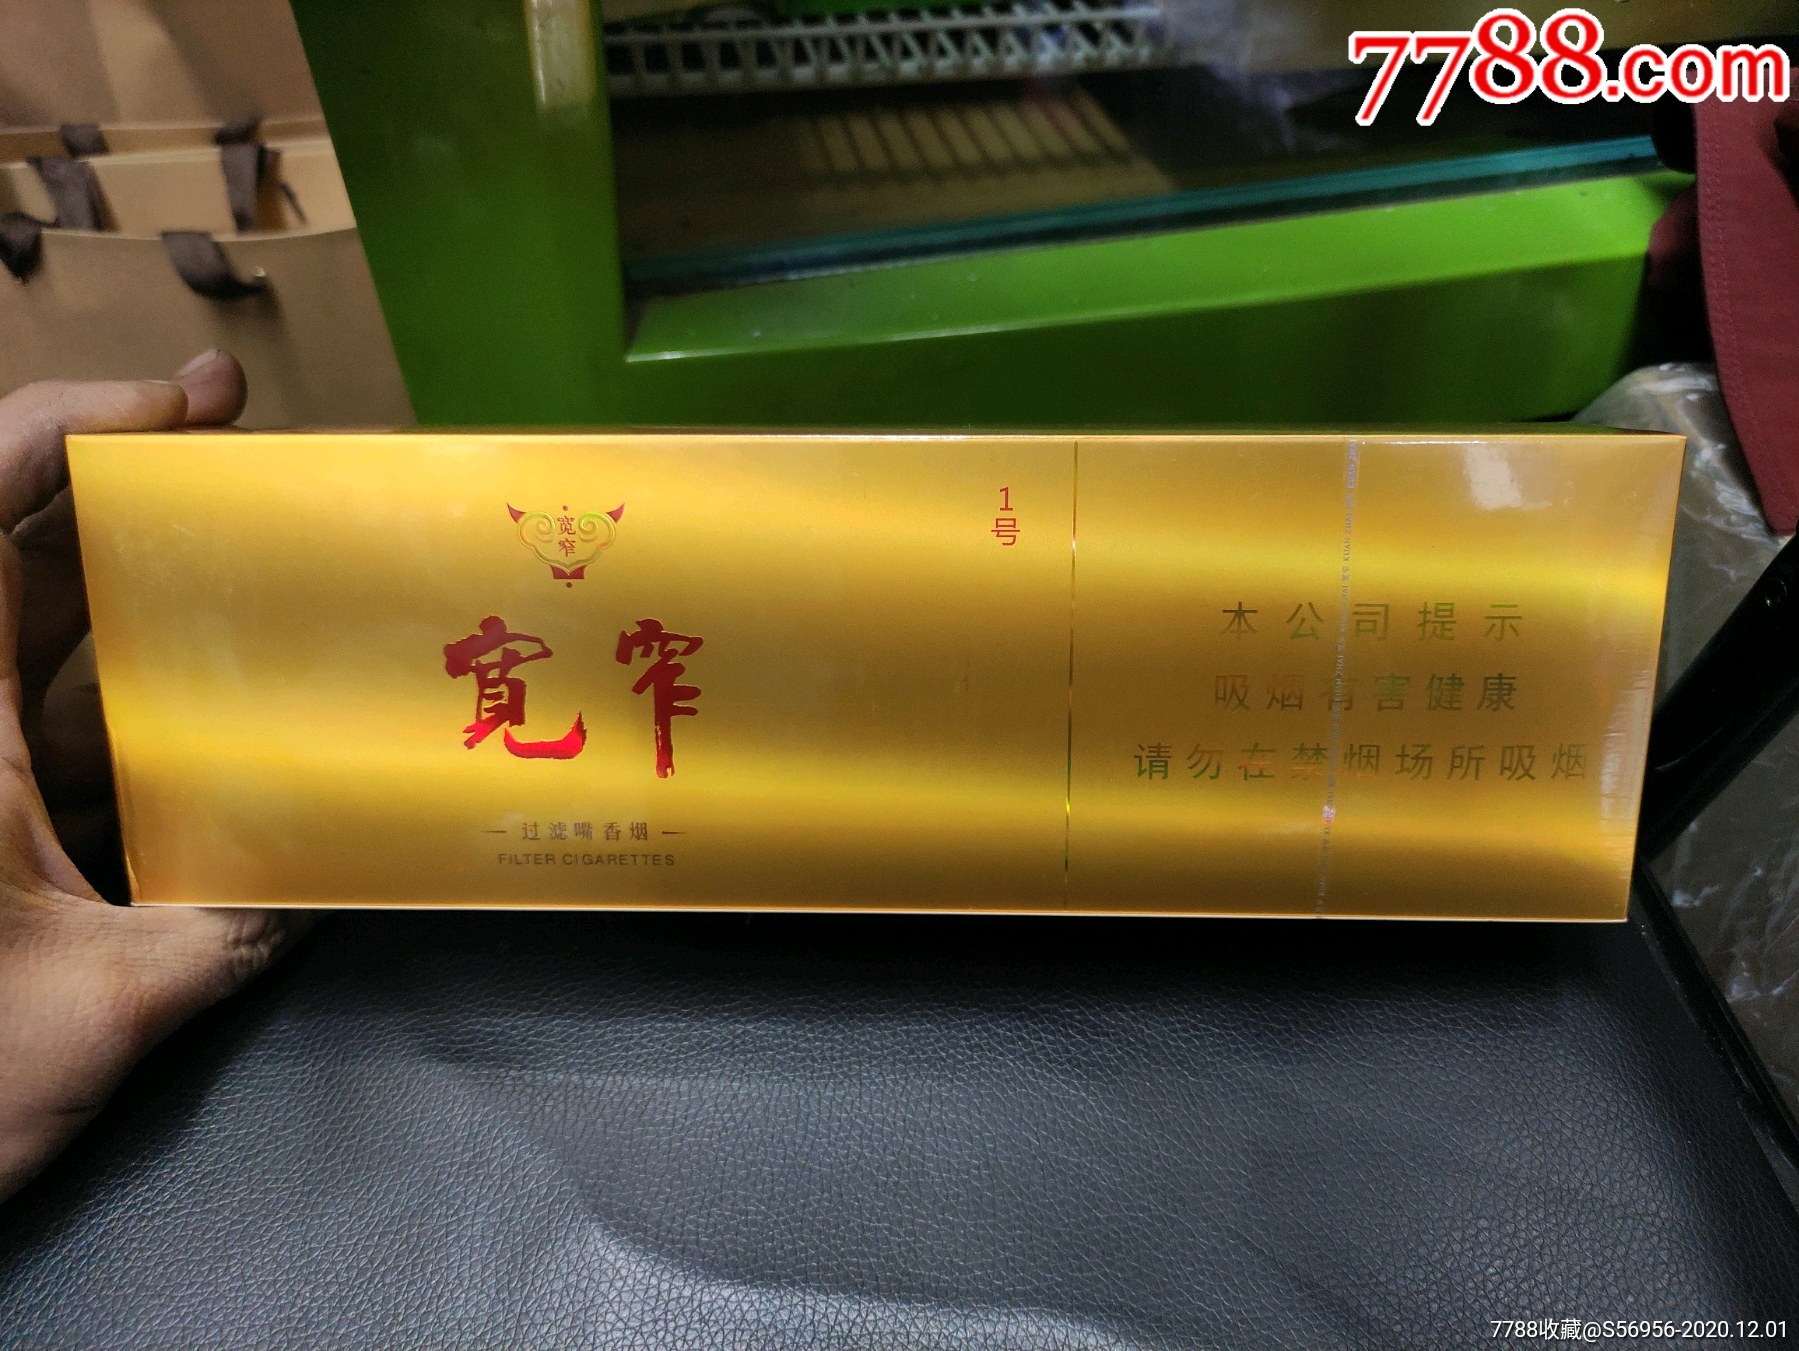 7788.com
1
号
宽
窄
宽窄
过滤嘴香烟
FILTER CIGARETTES
本公司提示
吸烟有害健康
请勿在禁烟场所吸烟
7788收藏@S56956-2020.12.01